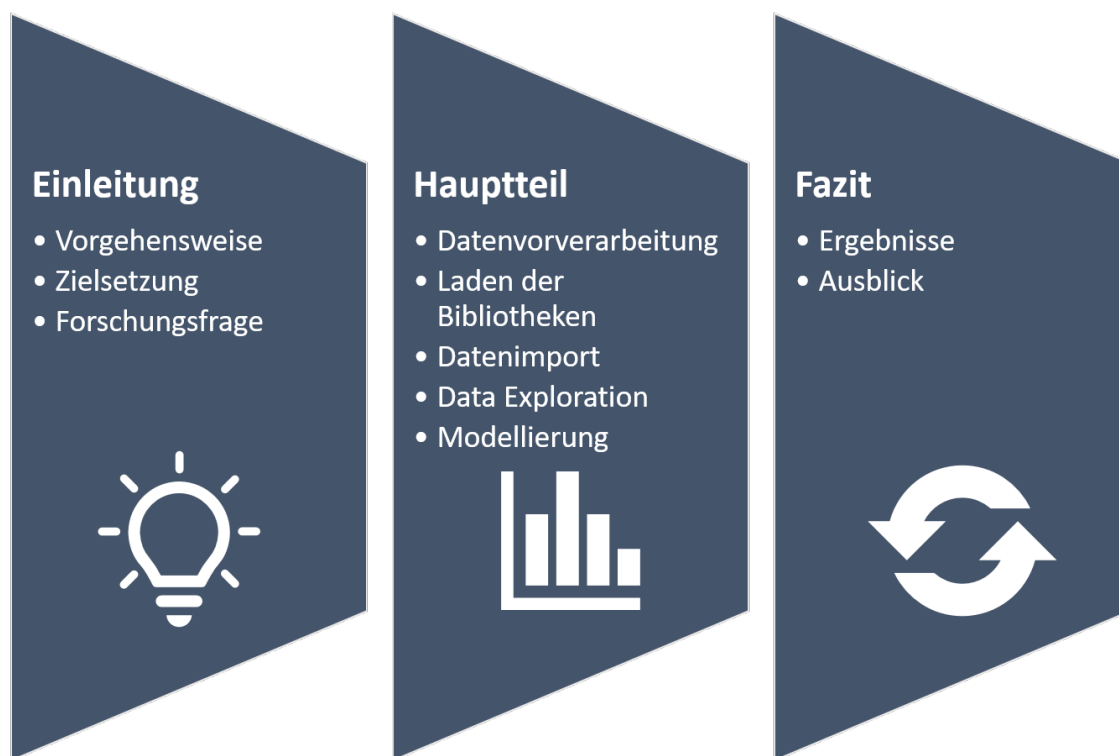 Einleitung
• Vorgehensweise
• Zielsetzung
• Forschungsfrage
Hauptteil
• Datenvorverarbeitung
• Laden der
Bibliotheken
• Datenimport
• Data Exploration
• Modellierung
Fazit
• Ergebnisse
• Ausblick